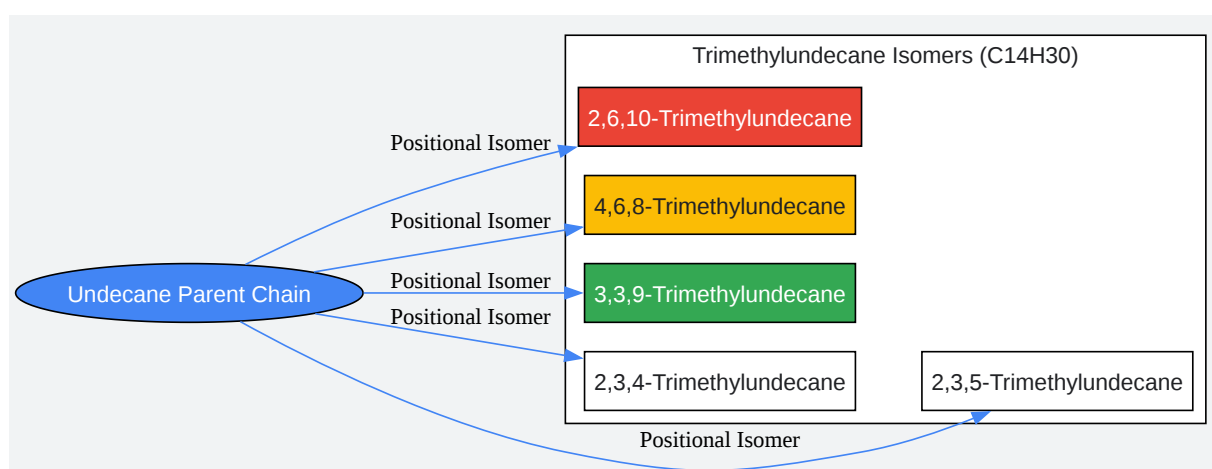 Trimethylundecane Isomers (C14H30)
2,6,10-Trimethylundecane
Positional Isomer
4,6,8-Trimethylundecane
Positional Isomer
Undecane Parent Chain
Positional Isomer
3,3,9-Trimethylundecane
Positional Isomer
2,3,4-Trimethylundecane
2,3,5-Trimethylundecane
Positional Isomer